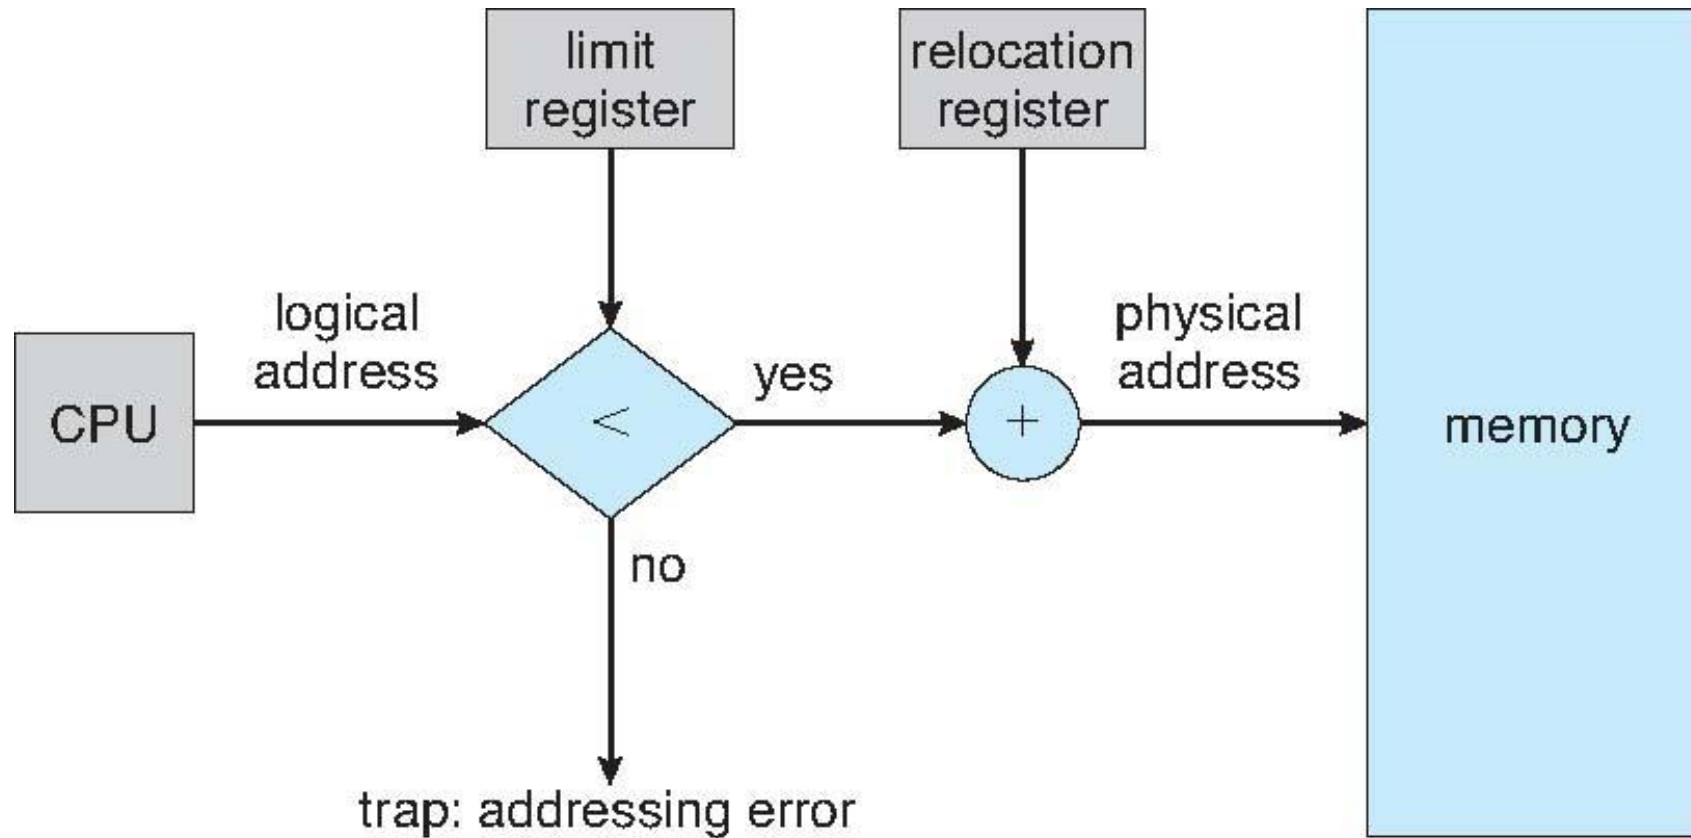 limit
register
relocation
register
logical
address
physical
address
CPU
<
yes
+
memory
no
trap: addressing error